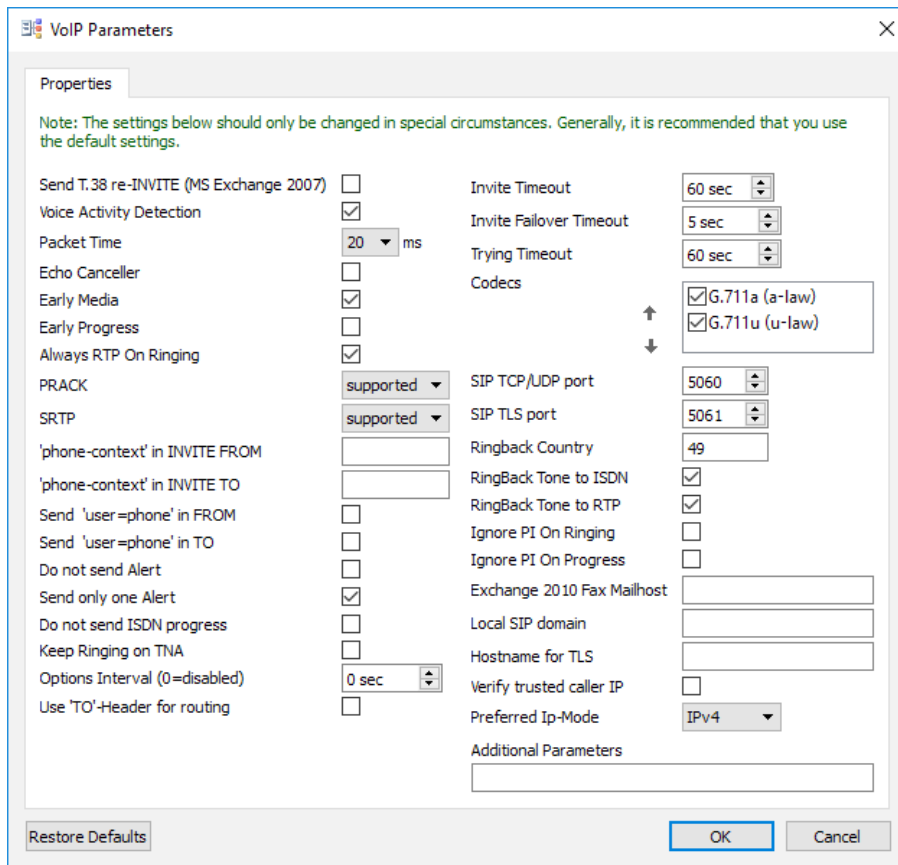 VoIP Parameters
Properties
Note: The settings below should only be changed in special circumstances. Generally, it is recommended that you use
the default settings.
Send T.38 re-INVITE (MS Exchange 2007)
Voice Activity Detection
Packet Time
20
ms
Echo Canceller
Early Media
Early Progress
Always RTP On Ringing
PRACK
supported
SRTP
supported
'phone-context' in INVITE FROM
'phone-context' in INVITE TO
Send 'user=phone' in FROM
Send 'user=phone' in TO
Do not send Alert
Send only one Alert
Do not send ISDN progress
Keep Ringing on TNA
Options Interval (0=disabled)
0 sec
Use 'TO'-Header for routing
Invite Timeout
60 sec
Invite Failover Timeout
5 sec
Trying Timeout
60 sec
Codecs
G.711a (a-law)
G.711u (u-law)
SIP TCP/UDP port
5060
SIP TLS port
5061
Ringback Country
49
RingBack Tone to ISDN
RingBack Tone to RTP
Ignore PI On Ringing
Ignore PI On Progress
Exchange 2010 Fax Mailhost
Local SIP domain
Hostname for TLS
Verify trusted caller IP
Preferred Ip-Mode
IPv4
Additional Parameters
Restore Defaults
OK
Cancel